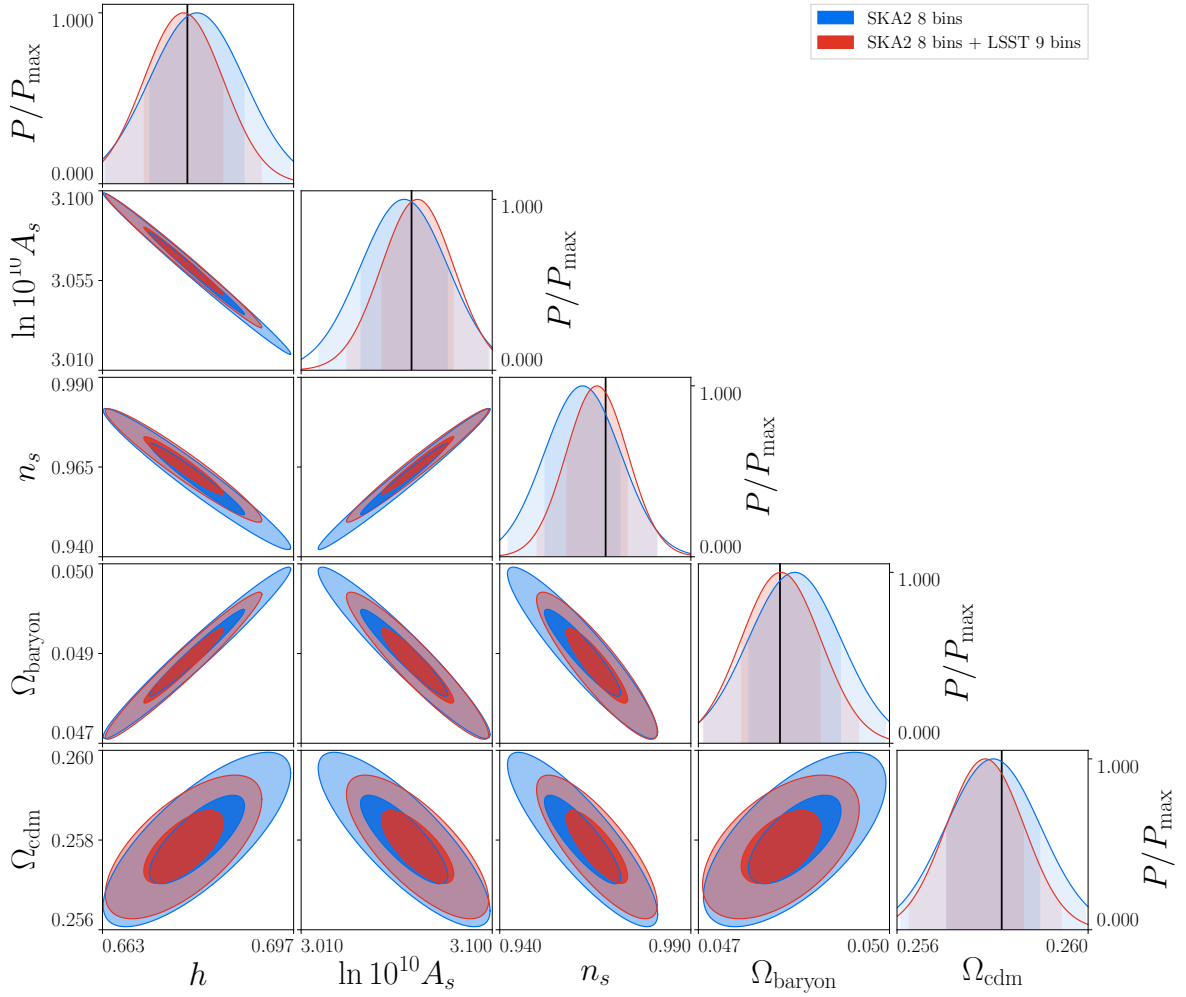 SKA2 8 bins
SKA2 8 bins + LSST 9 bins
1.000
P/P_max
0.000
3.100
ln 10^10 A_s
3.055
3.010
1.000
P/P_max
0.000
0.990
n_s
0.965
0.940
1.000
P/P_max
0.000
0.050
Ω_baryon
0.049
0.047
1.000
P/P_max
0.000
0.260
Ω_cdm
0.258
0.256
1.000
P/P_max
0.000
0.663 0.697 3.010 3.100 0.940 0.990 0.047 0.050 0.256 0.260
h ln 10^10 A_s n_s Ω_baryon Ω_cdm